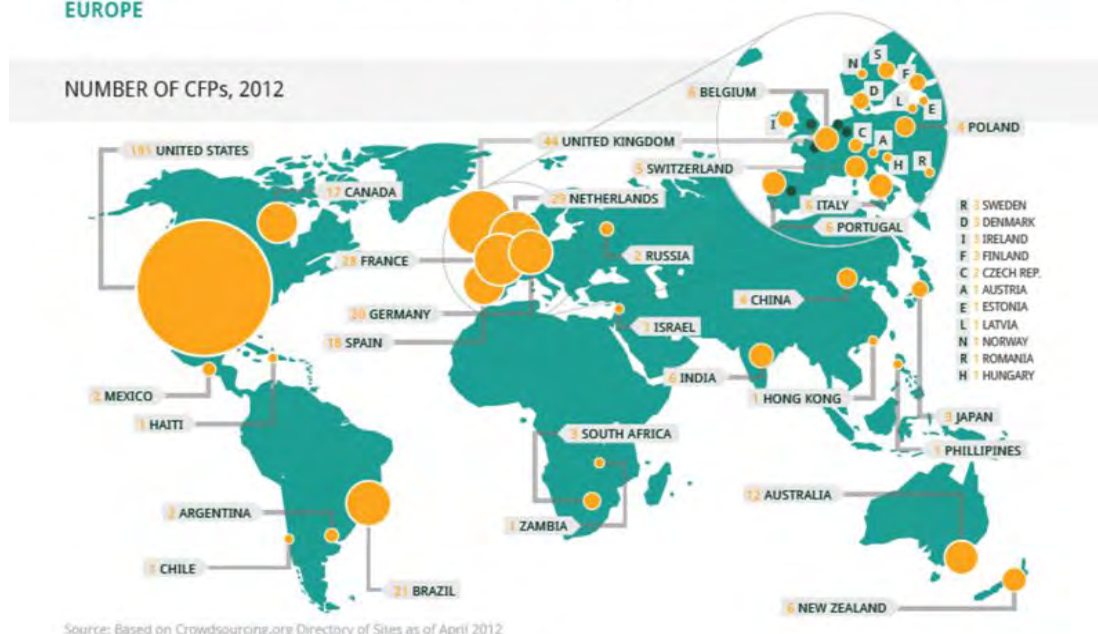 EUROPE
NUMBER OF CFPs, 2012
191 UNITED STATES
17 CANADA
44 UNITED KINGDOM
29 NETHERLANDS
28 FRANCE
20 GERMANY
18 SPAIN
2 RUSSIA
1 ISRAEL
6 BELGIUM
5 SWITZERLAND
ITALY
6 PORTUGAL
4 POLAND
N
S
F
D
L
E
I
C
A
H
R
R 3 SWEDEN
D 3 DENMARK
I 3 IRELAND
F 3 FINLAND
C 2 CZECH REP.
A 1 AUSTRIA
E 1 ESTONIA
L 1 LATVIA
N 1 NORWAY
R 1 ROMANIA
H 1 HUNGARY
4 CHINA
6 INDIA
1 HONG KONG
3 JAPAN
1 PHILLIPINES
2 MEXICO
1 HAITI
3 SOUTH AFRICA
1 ZAMBIA
2 ARGENTINA
1 CHILE
21 BRAZIL
12 AUSTRALIA
6 NEW ZEALAND
Source: Based on Crowdsourcing.org Directory of Sites as of April 2012